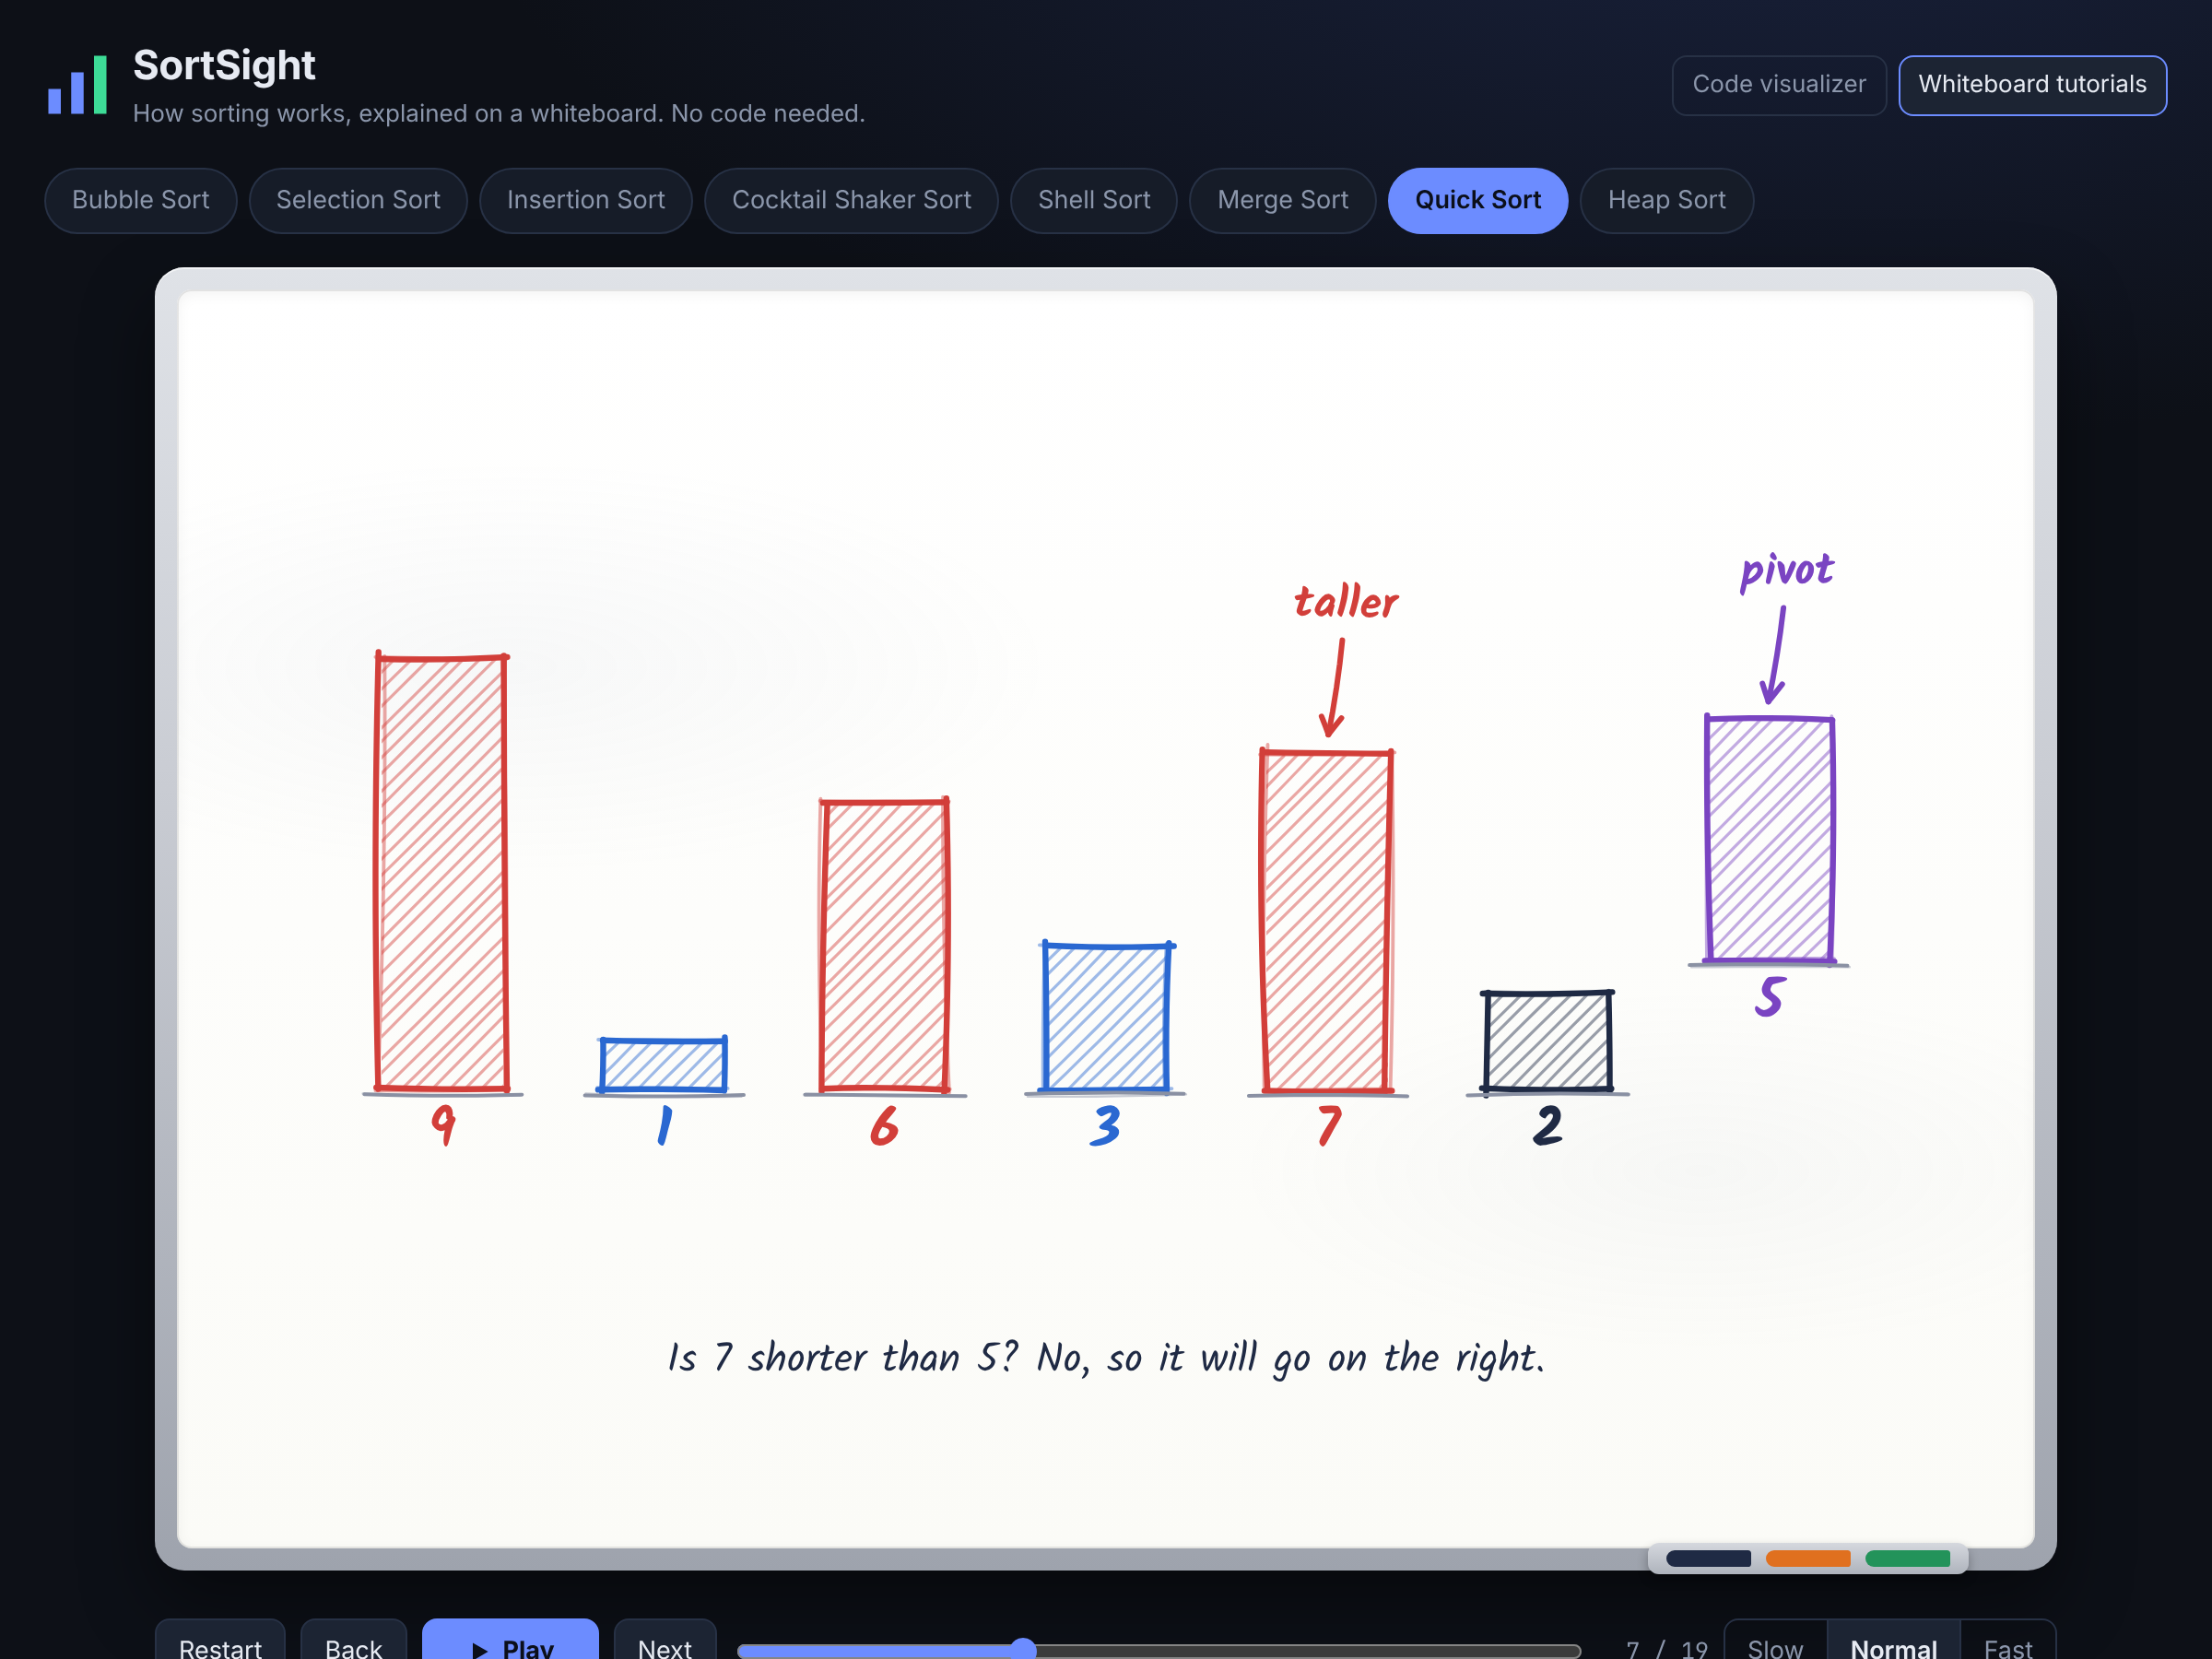 SortSight
How sorting works, explained on a whiteboard. No code needed.
Code visualizer
Whiteboard tutorials
Bubble Sort
Selection Sort
Insertion Sort
Cocktail Shaker Sort
Shell Sort
Merge Sort
Quick Sort
Heap Sort
pivot
taller
5
9
1
6
3
7
2
Is 7 shorter than 5? No, so it will go on the right.
Restart
Back
Play
Next
7 / 19
Slow
Normal
Fast